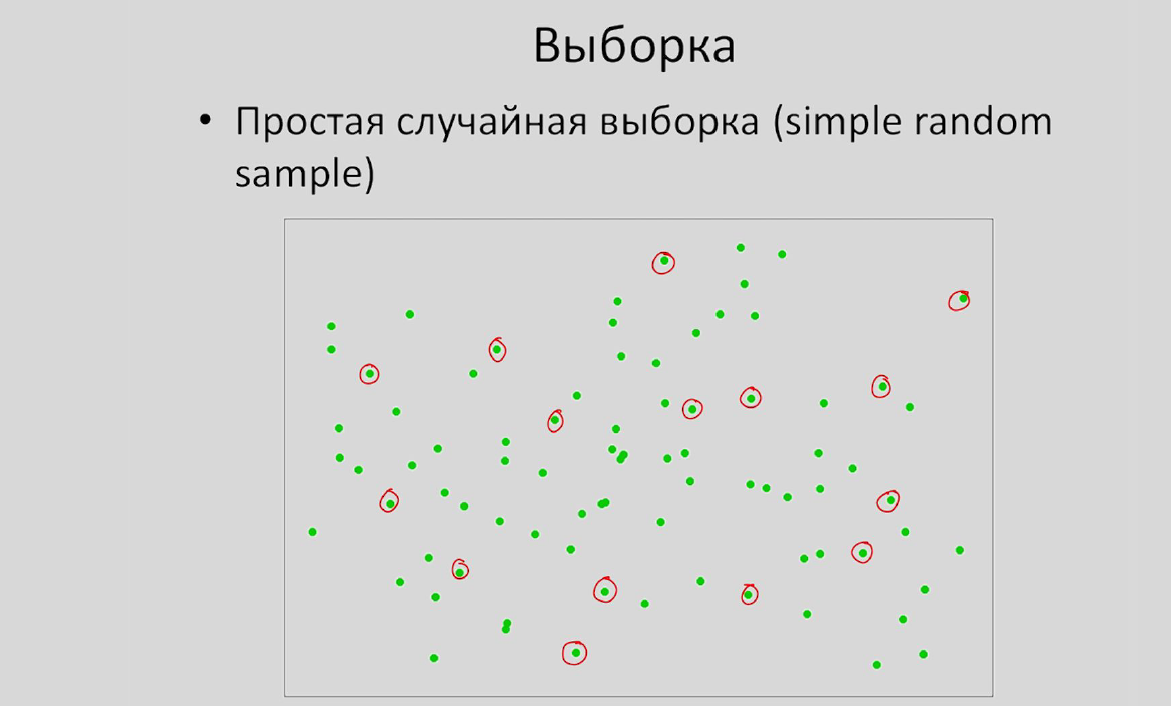 Выборка
• Простая случайная выборка (simple random
sample)